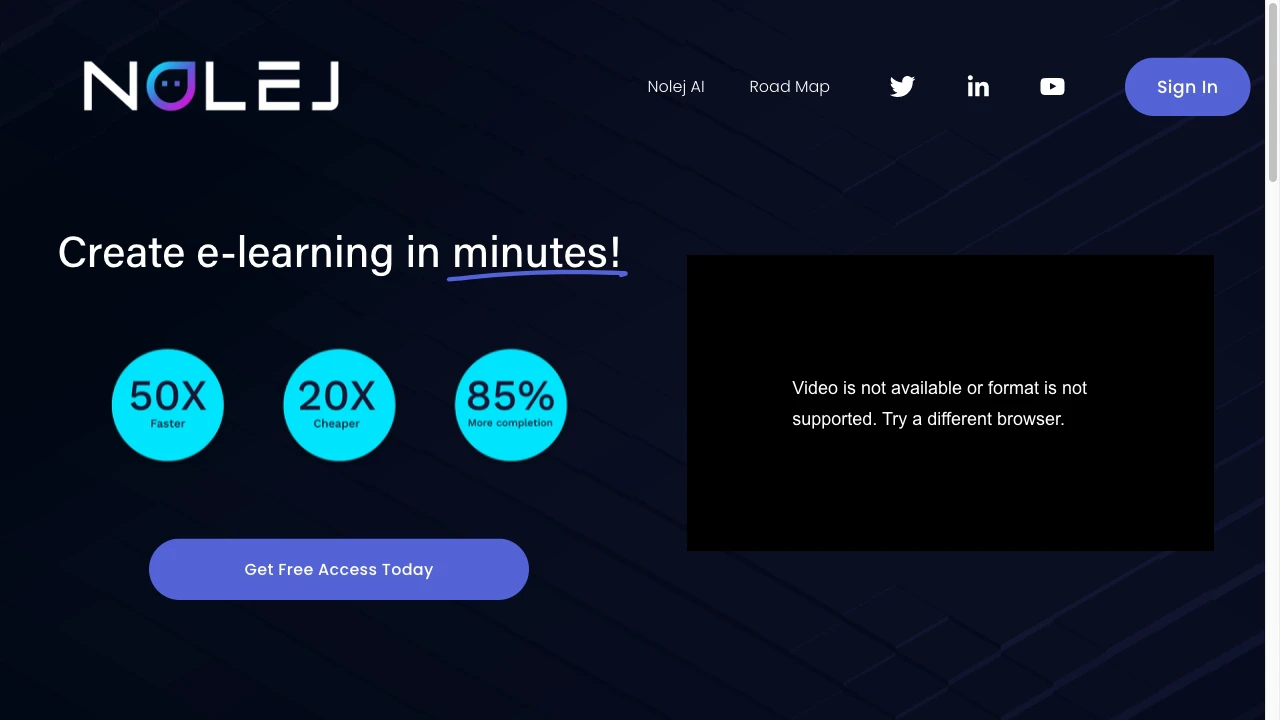 NOLEJ
Nolej AI
Road Map
Sign In
Create e-learning in minutes!
50X
Faster
20X
Cheaper
85%
More completion
Video is not available or format is not
supported. Try a different browser.
Get Free Access Today